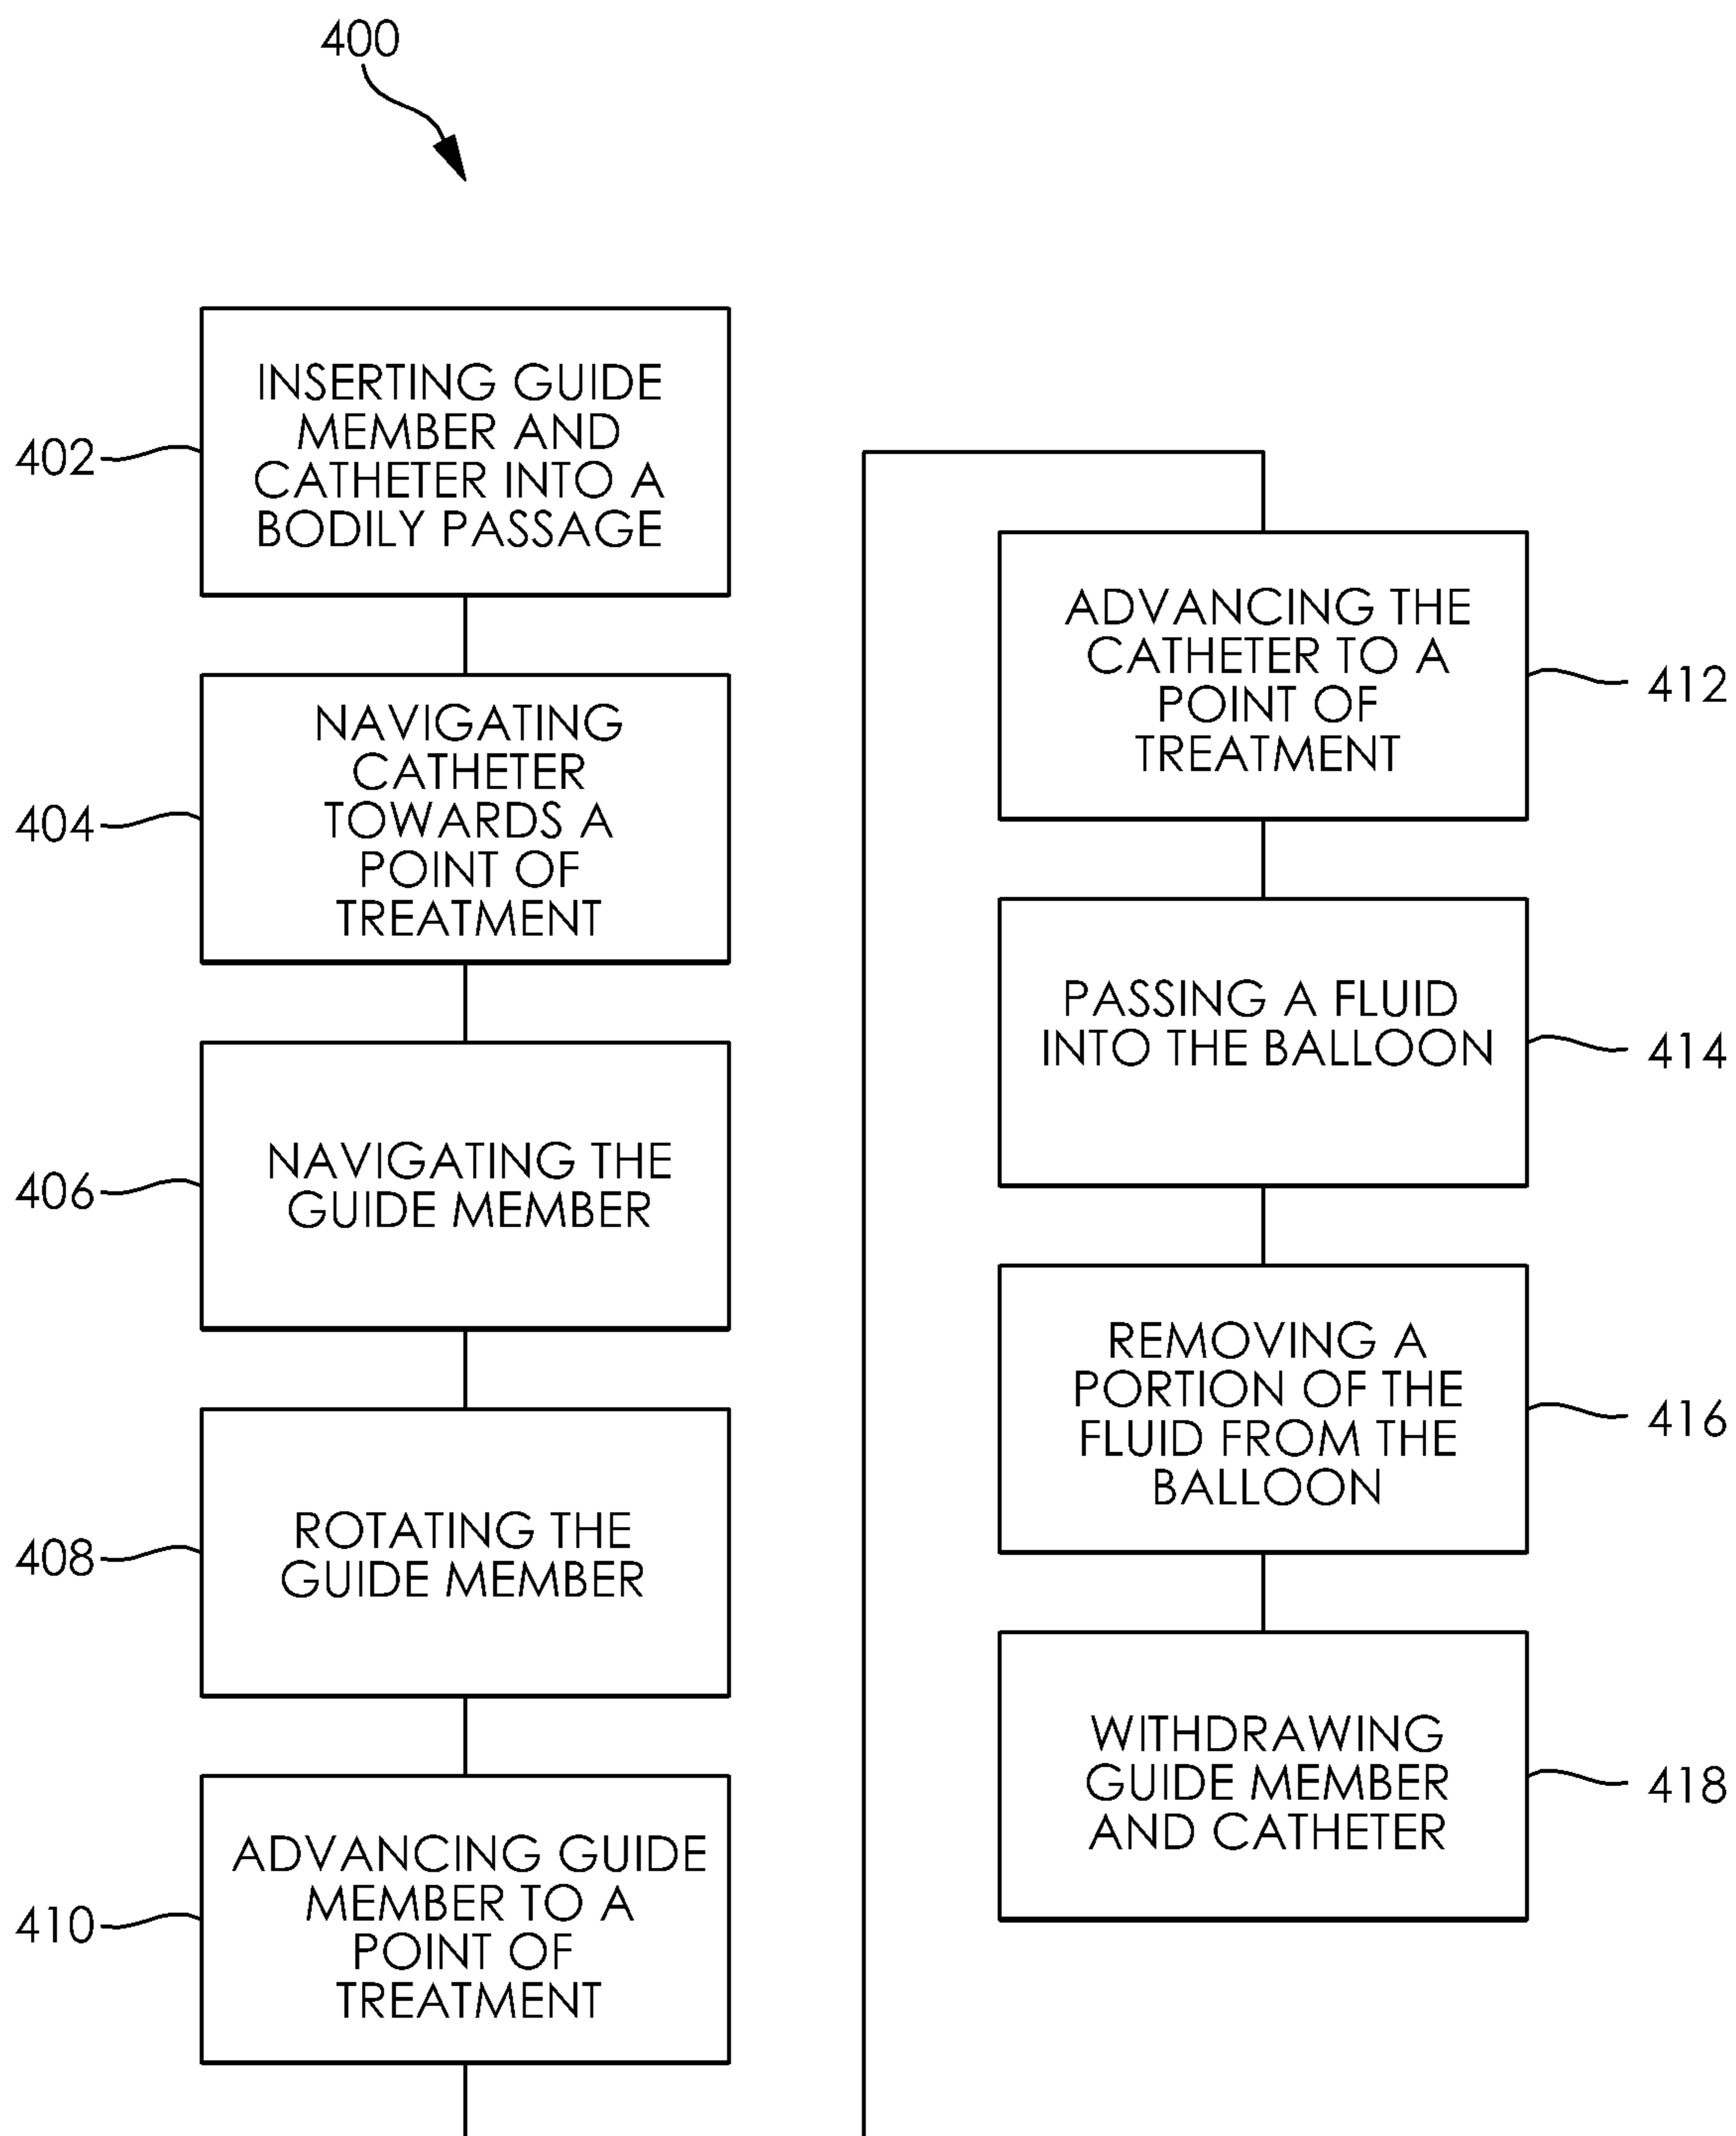 400
402
INSERTING GUIDE
MEMBER AND
CATHETER INTO A
BODILY PASSAGE
404
NAVIGATING
CATHETER
TOWARDS A
POINT OF
TREATMENT
406
NAVIGATING THE
GUIDE MEMBER
408
ROTATING THE
GUIDE MEMBER
410
ADVANCING GUIDE
MEMBER TO A
POINT OF
TREATMENT
ADVANCING THE
CATHETER TO A
POINT OF
TREATMENT
412
PASSING A FLUID
INTO THE BALLOON
414
REMOVING A
PORTION OF THE
FLUID FROM THE
BALLOON
416
WITHDRAWING
GUIDE MEMBER
AND CATHETER
418